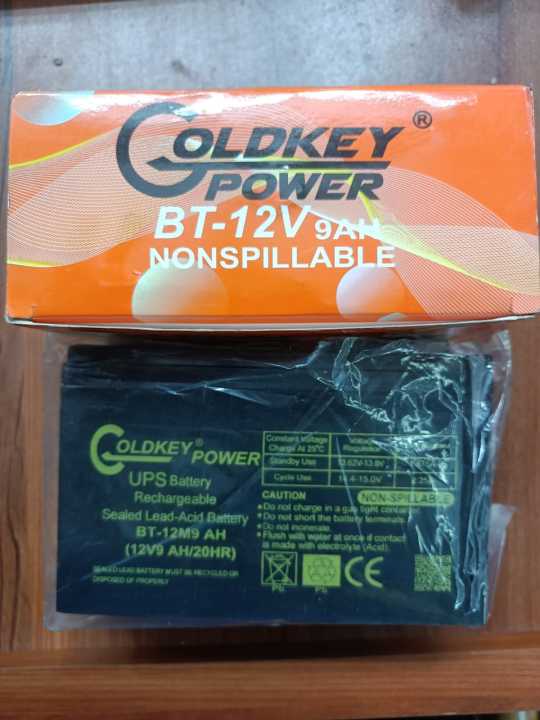 GOLDKEY ®
POWER
BT-12V 9AH
NONSPILLABLE
GOLDKEY® POWER
UPS Battery
Rechargeable
Sealed Lead-Acid Battery
BT-12M9 AH
(12V9 AH/20HR)
SEALED LEAD BATTERY MUST BE RECYCLED OR
DISPOSED OF PROPERLY
Constant Voltage
Charge At 25°C
Voltage
Regulation
Standby Use
13.62V-13.8V
Cycle Use
14.4-15.0V
CAUTION
NON-SPILLABLE
Do not charge in a gas tight container.
Do not short the battery terminals.
Do not incinerate.
Flush with water at once if contact
is made with electrolyte (Acid).
Pb
CE